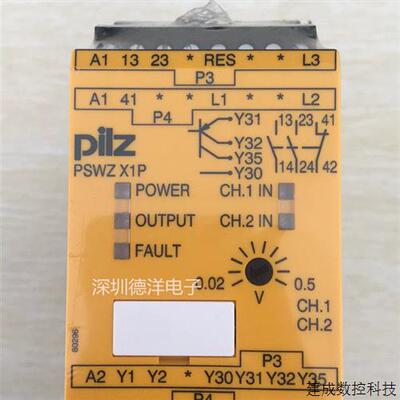 A1 13 23 * RES * * L3
P3
A1 41 * * L1 * * L2
P4
Y31
Y32
Y35
Y30
13 23 41
14 24 42
pilz
PSWZ X1P
POWER CH.1 IN
OUTPUT CH.2 IN
FAULT
深圳德洋电子
0.02 0.5
V
CH.1
CH.2
80296
P3
A2 Y1 Y2 * Y30 Y31 Y32 Y35
P4
建成数控科技